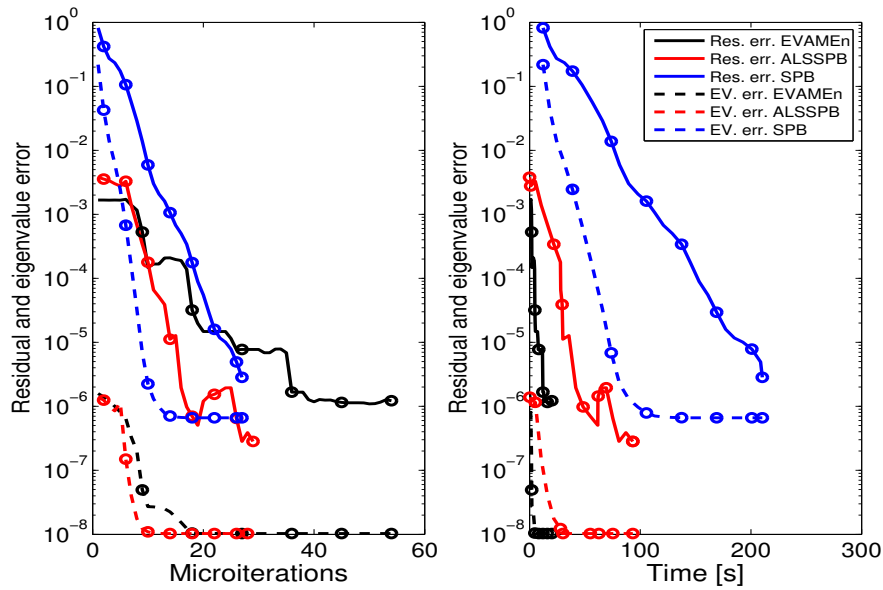 Residual and eigenvalue error
10^0
10^-1
10^-2
10^-3
10^-4
10^-5
10^-6
10^-7
10^-8
0
20
40
60
Microiterations
Residual and eigenvalue error
10^0
10^-1
10^-2
10^-3
10^-4
10^-5
10^-6
10^-7
10^-8
0
100
200
300
Time [s]
Res. err. EVAMEn
Res. err. ALSSPB
Res. err. SPB
EV. err. EVAMEn
EV. err. ALSSPB
EV. err. SPB